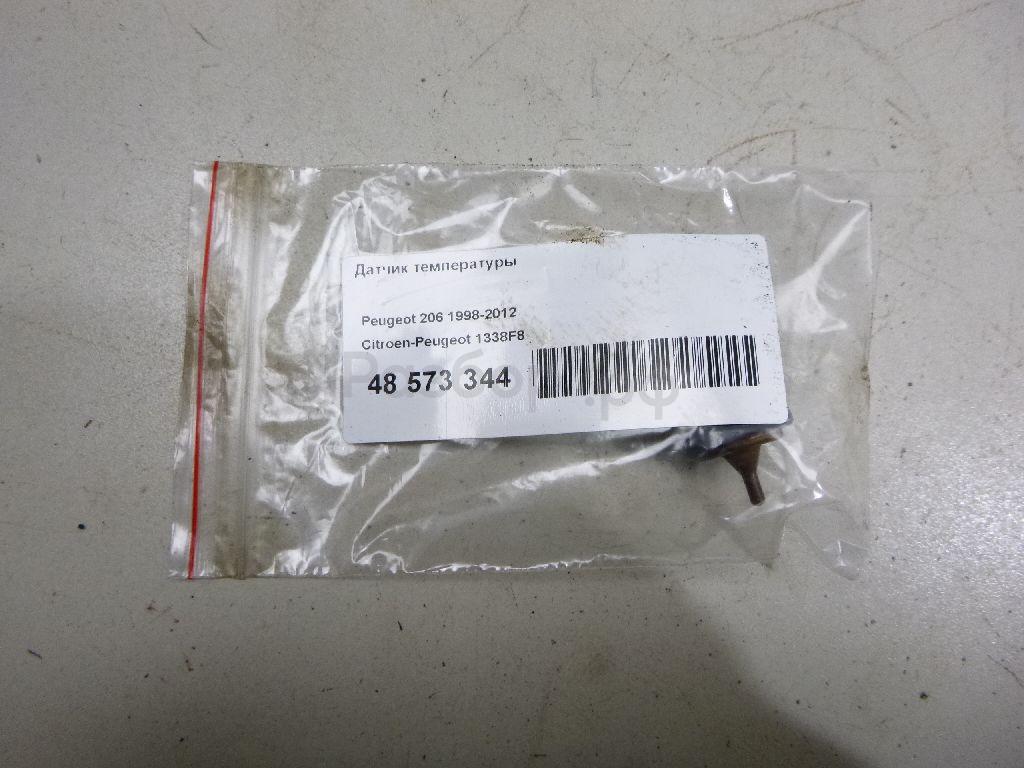 Датчик температуры
Peugeot 206 1998-2012
Citroen-Peugeot 1338F8
48 573 344